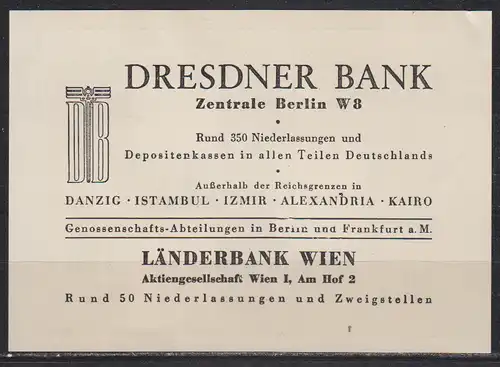 DRESDNER BANK
Zentrale Berlin W 8
•
Rund 350 Niederlassungen und
Depositenkassen in allen Teilen Deutschlands
•
Außerhalb der Reichsgrenzen in
DANZIG · ISTAMBUL · IZMIR · ALEXANDRIA · KAIRO
Genossenschafts-Abteilungen in Berlin und Frankfurt a. M.
LÄNDERBANK WIEN
Aktiengesellschaft Wien I, Am Hof 2
Rund 50 Niederlassungen und Zweigstellen
DB